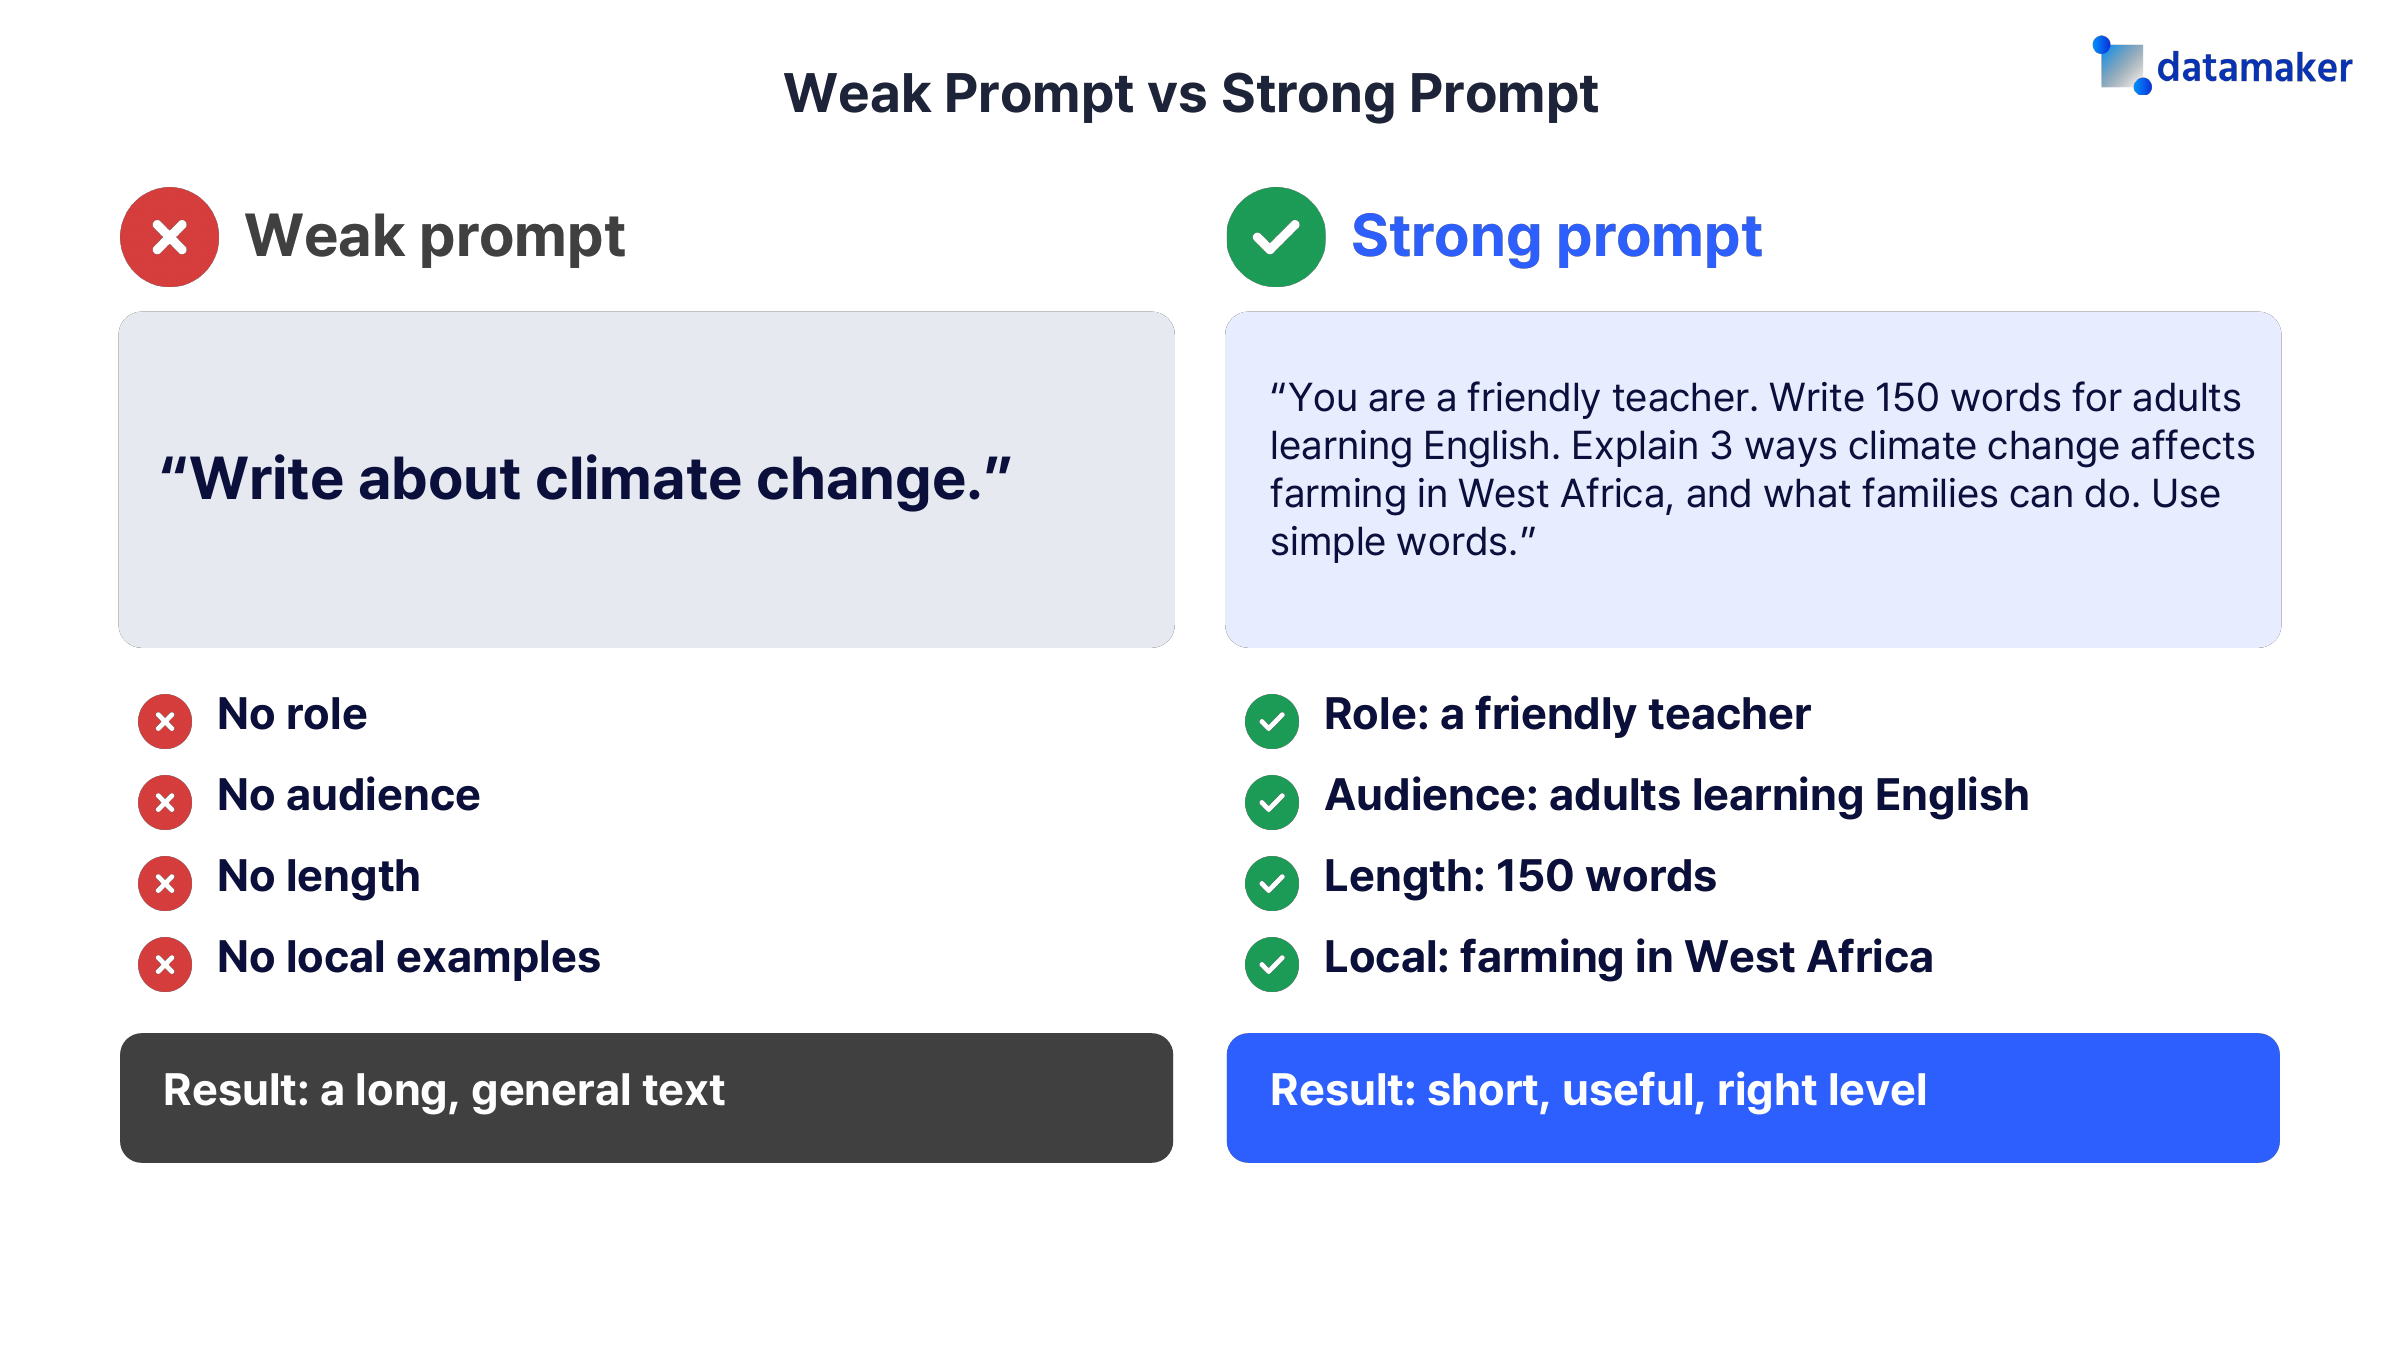 datamaker
Weak Prompt vs Strong Prompt
Weak prompt
“Write about climate change.”
No role
No audience
No length
No local examples
Result: a long, general text
Strong prompt
“You are a friendly teacher. Write 150 words for adults
learning English. Explain 3 ways climate change affects
farming in West Africa, and what families can do. Use
simple words.”
Role: a friendly teacher
Audience: adults learning English
Length: 150 words
Local: farming in West Africa
Result: short, useful, right level